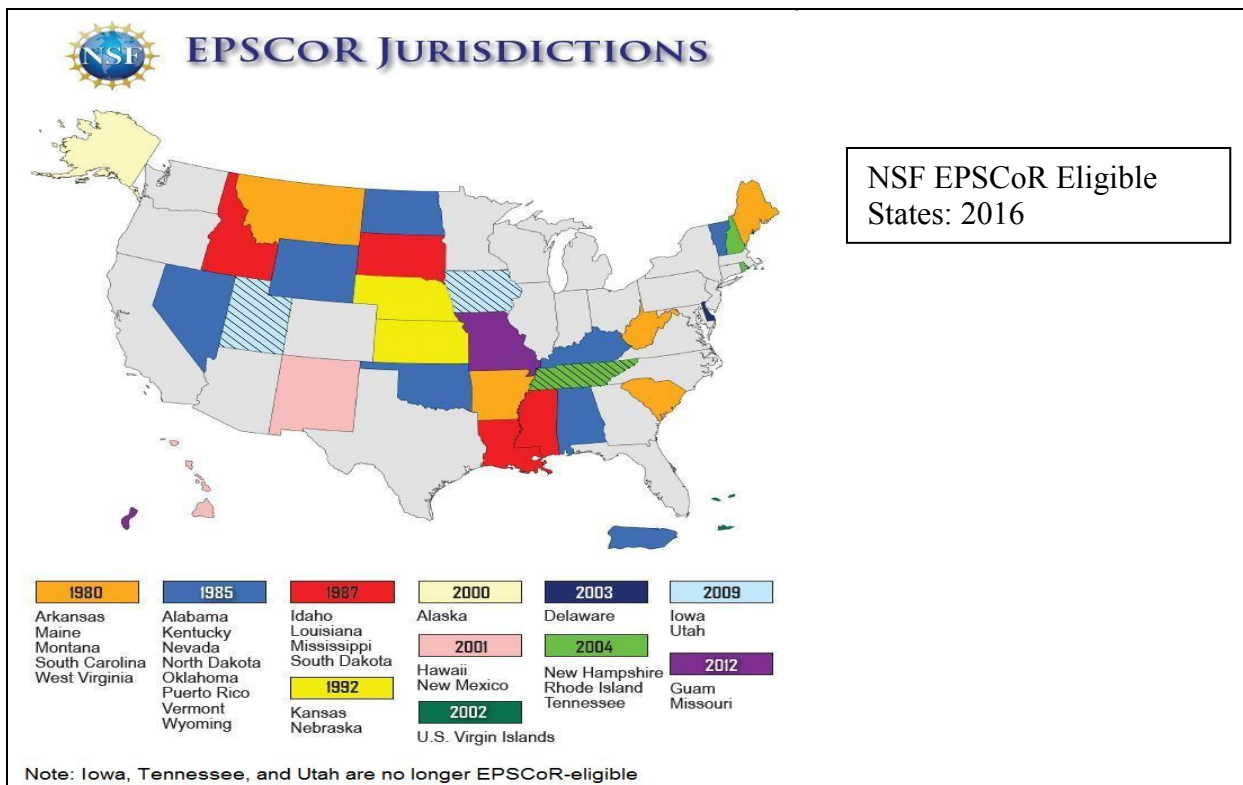 NSF
EPSCoR Jurisdictions
NSF EPSCoR Eligible
States: 2016
1980
Arkansas
Maine
Montana
South Carolina
West Virginia
1985
Alabama
Kentucky
Nevada
North Dakota
Oklahoma
Puerto Rico
Vermont
Wyoming
1987
Idaho
Louisiana
Mississippi
South Dakota
1992
Kansas
Nebraska
2000
Alaska
2001
Hawaii
New Mexico
2002
U.S. Virgin Islands
2003
Delaware
2004
New Hampshire
Rhode Island
Tennessee
2009
Iowa
Utah
2012
Guam
Missouri
Note: Iowa, Tennessee, and Utah are no longer EPSCoR-eligible